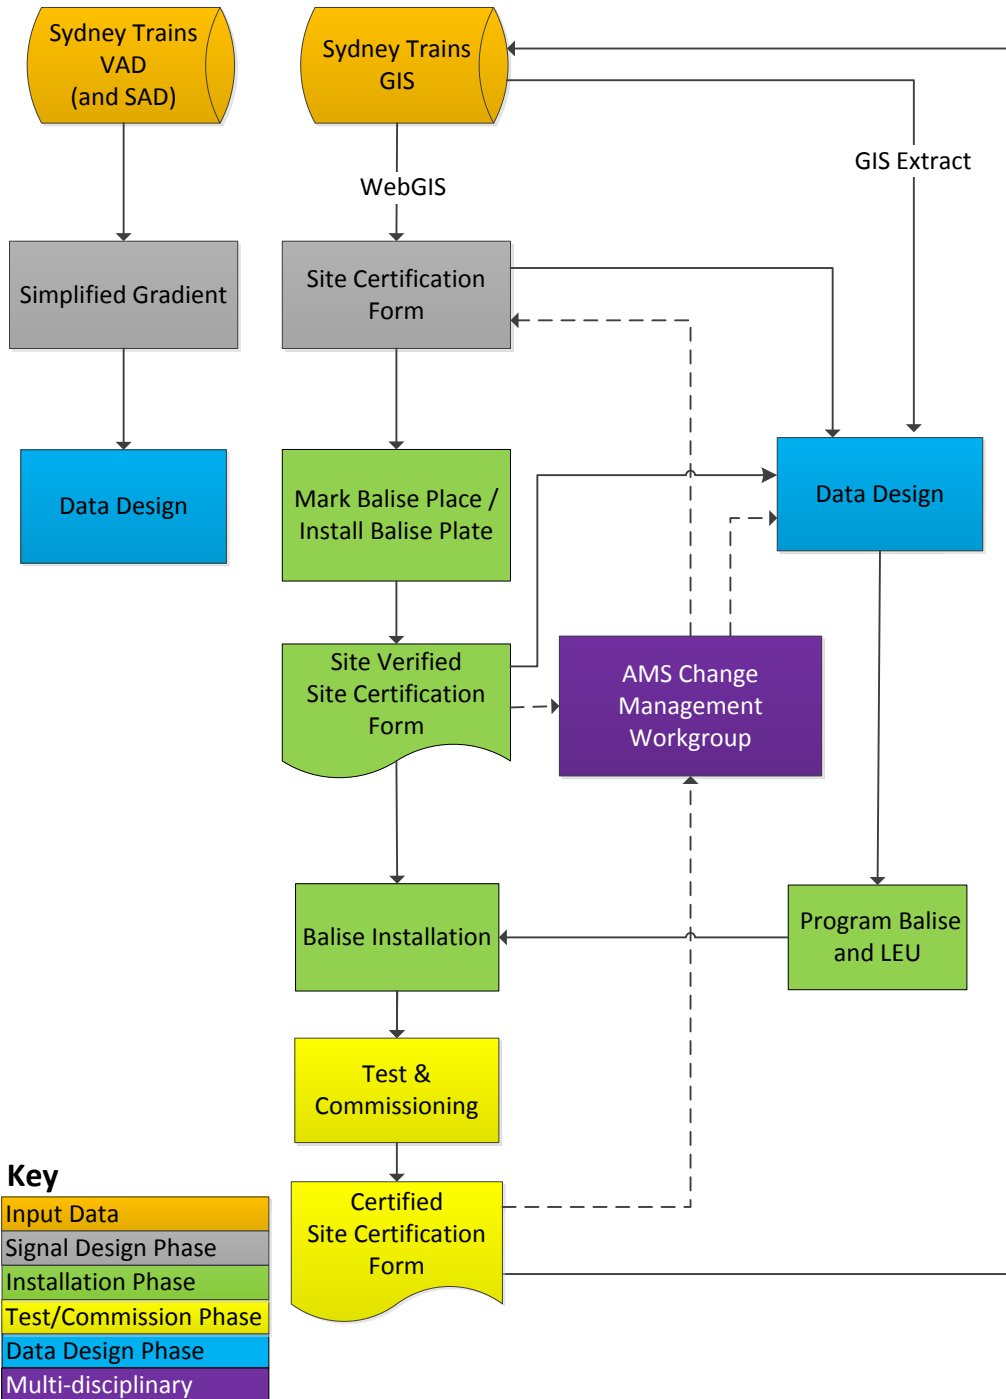 Sydney Trains
VAD
(and SAD)
Sydney Trains
GIS
WebGIS
GIS Extract
Simplified Gradient
Site Certification
Form
Data Design
Mark Balise Place /
Install Balise Plate
Data Design
Site Verified
Site Certification
Form
AMS Change
Management
Workgroup
Balise Installation
Program Balise
and LEU
Test &
Commissioning
Certified
Site Certification
Form
Key
Input Data
Signal Design Phase
Installation Phase
Test/Commission Phase
Data Design Phase
Multi-disciplinary